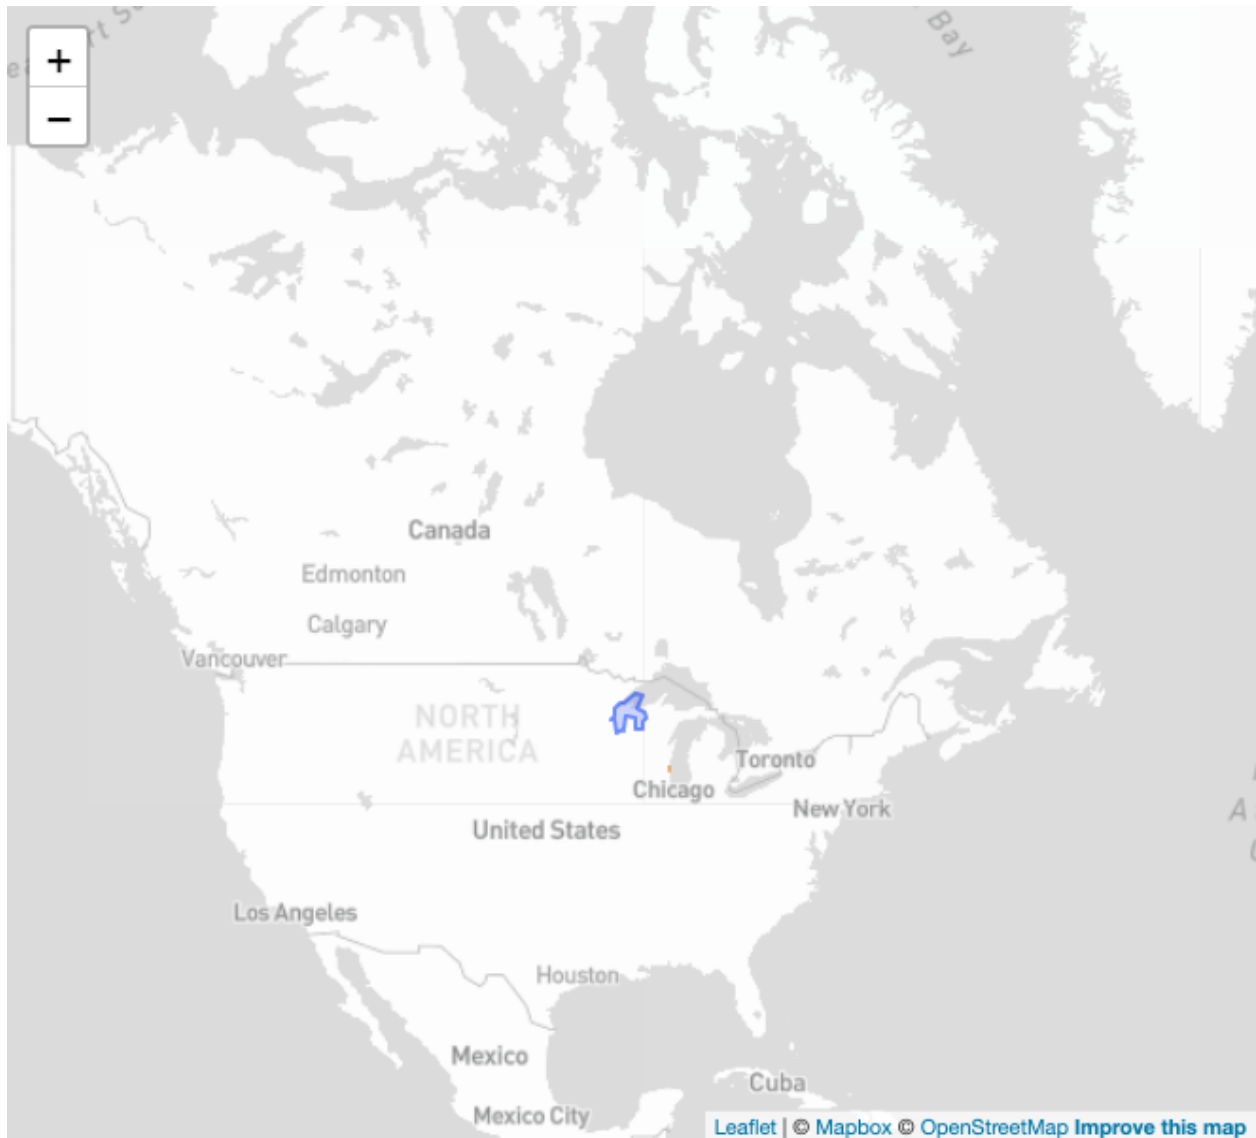 +
−
Bay
Canada
Edmonton
Calgary
Vancouver
NORTH
AMERICA
Toronto
Chicago
New York
United States
Los Angeles
Houston
Mexico
Cuba
Mexico City
Leaflet | © Mapbox © OpenStreetMap Improve this map